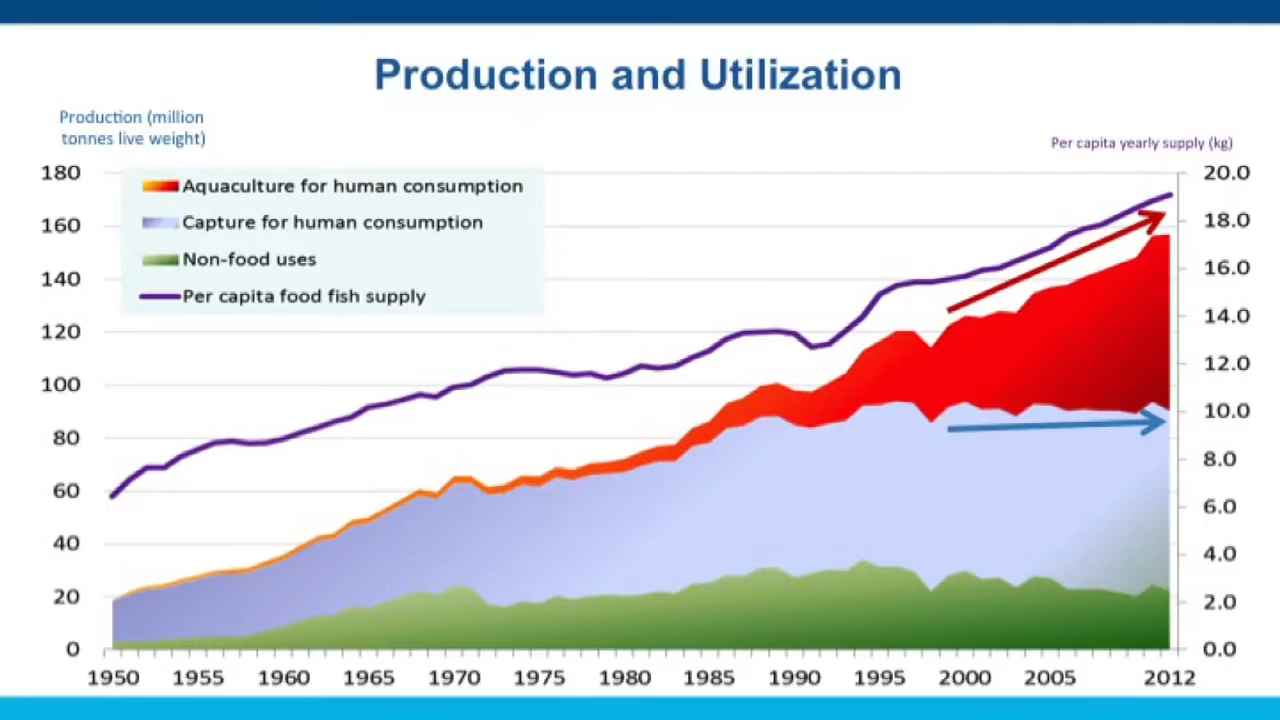 Production and Utilization
Production (million
tonnes live weight)
Per capita yearly supply (kg)
180
160
140
120
100
80
60
40
20
0
Aquaculture for human consumption
Capture for human consumption
Non-food uses
Per capita food fish supply
20.0
18.0
16.0
14.0
12.0
10.0
8.0
6.0
4.0
2.0
0.0
1950 1955 1960 1965 1970 1975 1980 1985 1990 1995 2000 2005 2012